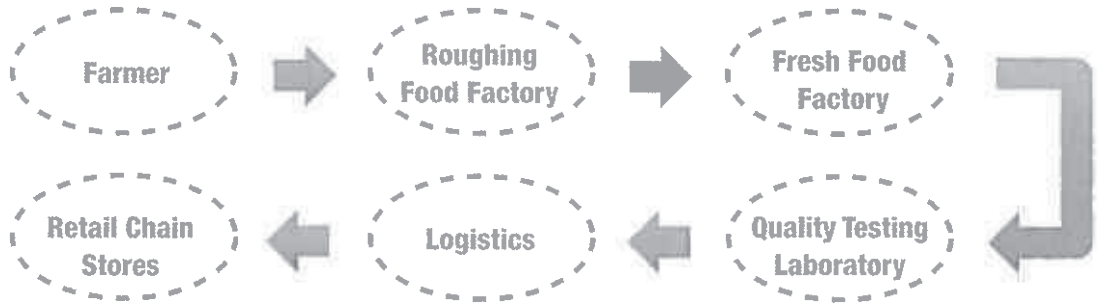 Farmer
Roughing
Food Factory
Fresh Food
Factory
Quality Testing
Laboratory
Logistics
Retail Chain
Stores